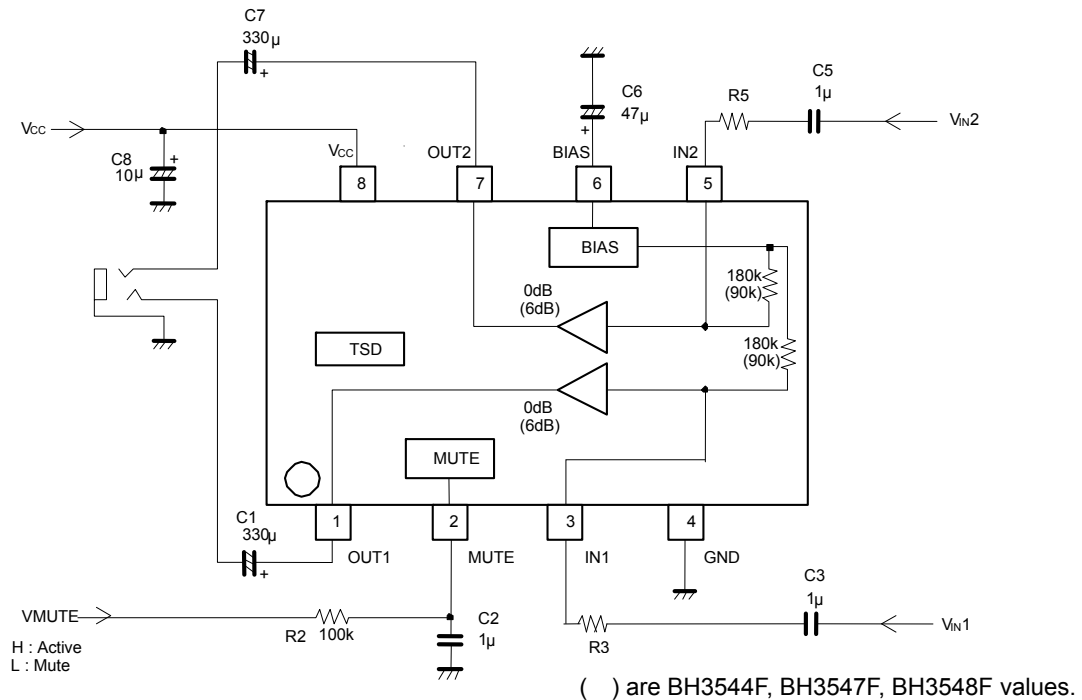 C7
330μ
C6
47μ
+
C5
1μ
R5
VCC
VIN2
+
C8
10μ
+
VCC
OUT2
BIAS
IN2
8
7
6
5
BIAS
0dB
(6dB)
180k
(90k)
TSD
180k
(90k)
0dB
(6dB)
MUTE
1
2
3
4
C1
330μ
+
OUT1
MUTE
IN1
GND
C3
1μ
VMUTE
R2
100k
C2
1μ
R3
VIN1
H : Active
L : Mute
( ) are BH3544F, BH3547F, BH3548F values.